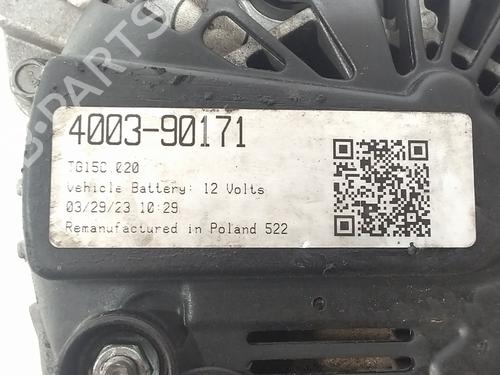 4003-90171
TG15C 020
Vehicle Battery: 12 Volts
03/29/23 10:29
Remanufactured in Poland 522
B-PARTS